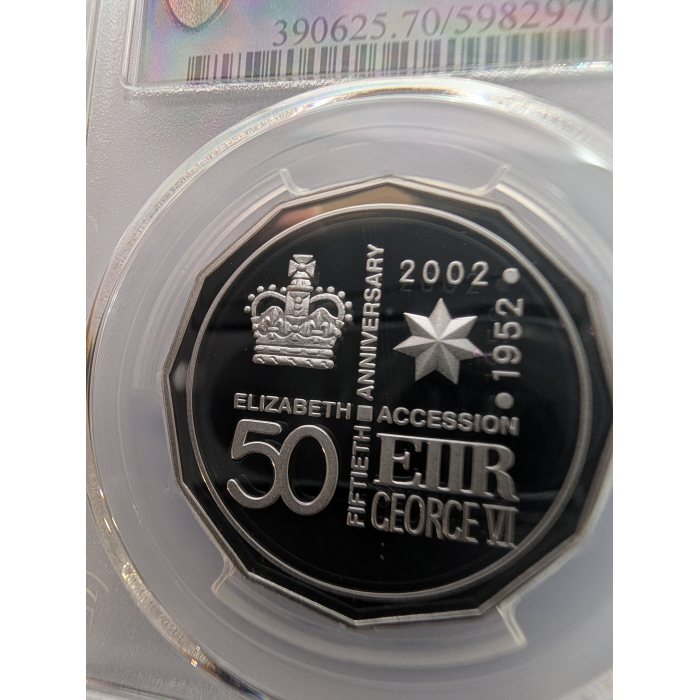 390625.70/5982970
2002
1952
ANNIVERSARY
ELIZABETH ACCESSION
FIFTIETH
50
EIIR
GEORGE VI